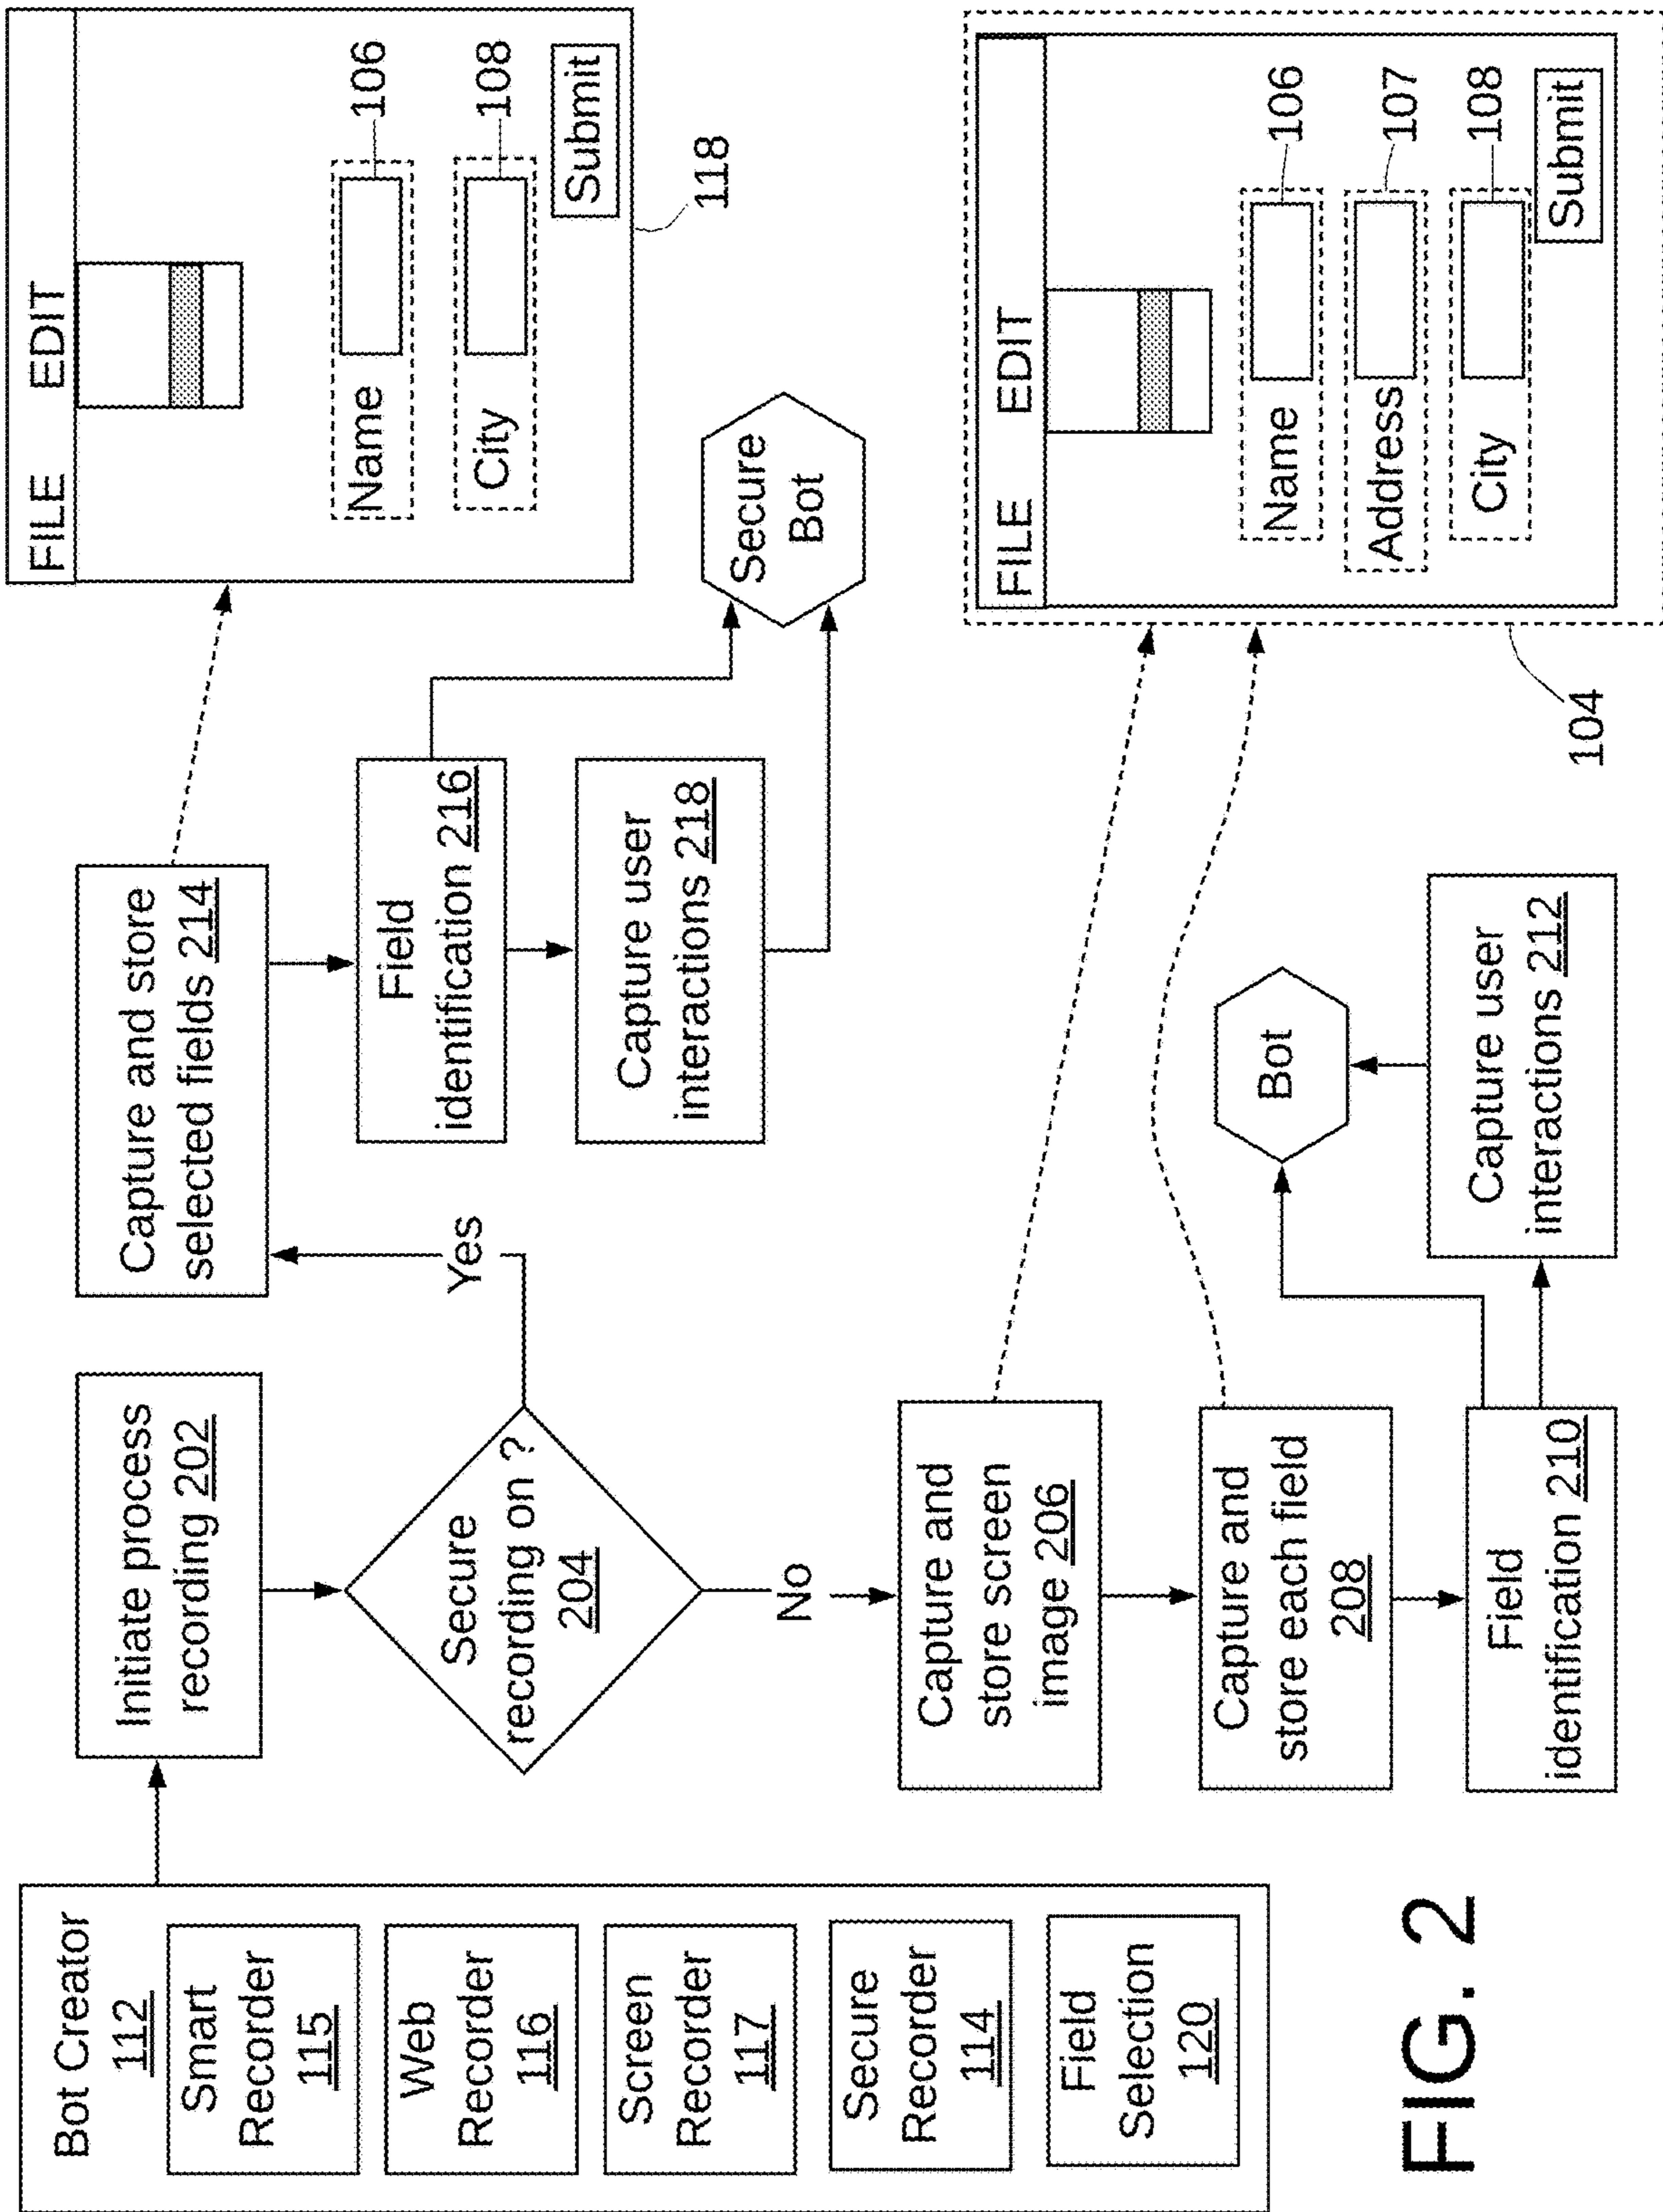 Bot Creator
112
Smart
Recorder
115
Web
Recorder
116
Screen
Recorder
117
Secure
Recorder
114
Field
Selection
120
Initiate process
recording 202
Secure
recording on ?
204
Yes
No
Capture and store
selected fields 214
Field
identification 216
Capture user
interactions 218
Secure
Bot
FILE EDIT
Name
106
City
108
Submit
118
Capture and
store screen
image 206
Capture and
store each field
208
Field
identification 210
Capture user
interactions 212
Bot
FILE EDIT
Name
106
Address
107
City
108
Submit
104
FIG. 2